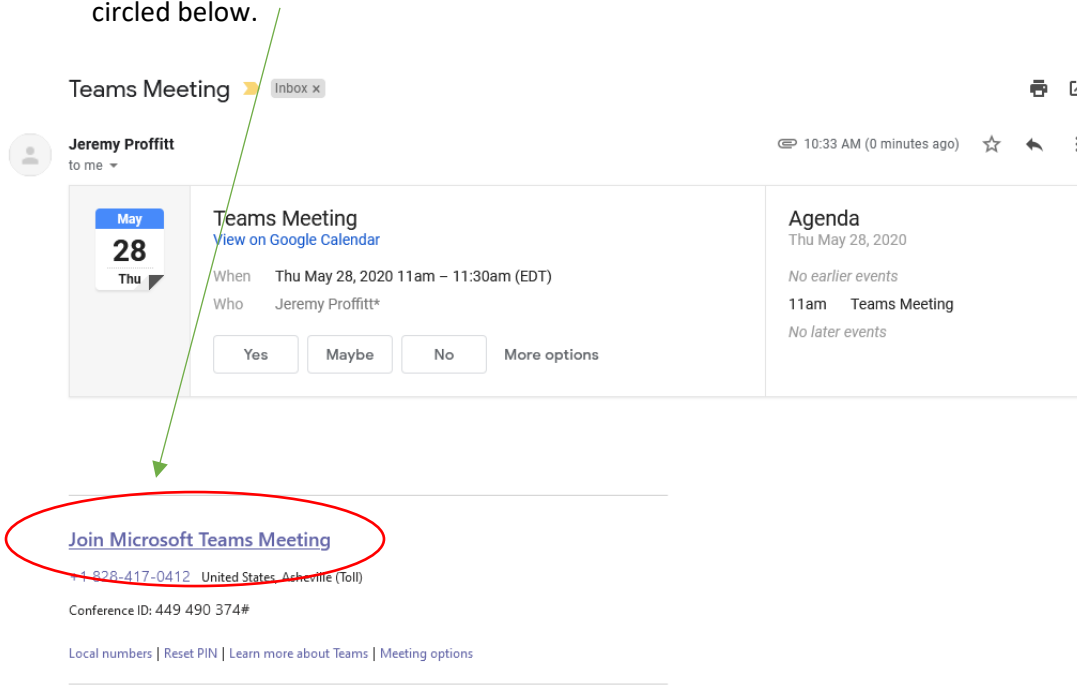 circled below.
Teams Meeting Inbox x
Jeremy Proffitt 10:33 AM (0 minutes ago)
to me
May
28
Thu
Teams Meeting
View on Google Calendar
When Thu May 28, 2020 11am – 11:30am (EDT)
Who Jeremy Proffitt*
Yes Maybe No More options
Agenda
Thu May 28, 2020
No earlier events
11am Teams Meeting
No later events
Join Microsoft Teams Meeting
+1 828-417-0412 United States, Asheville (Toll)
Conference ID: 449 490 374#
Local numbers | Reset PIN | Learn more about Teams | Meeting options